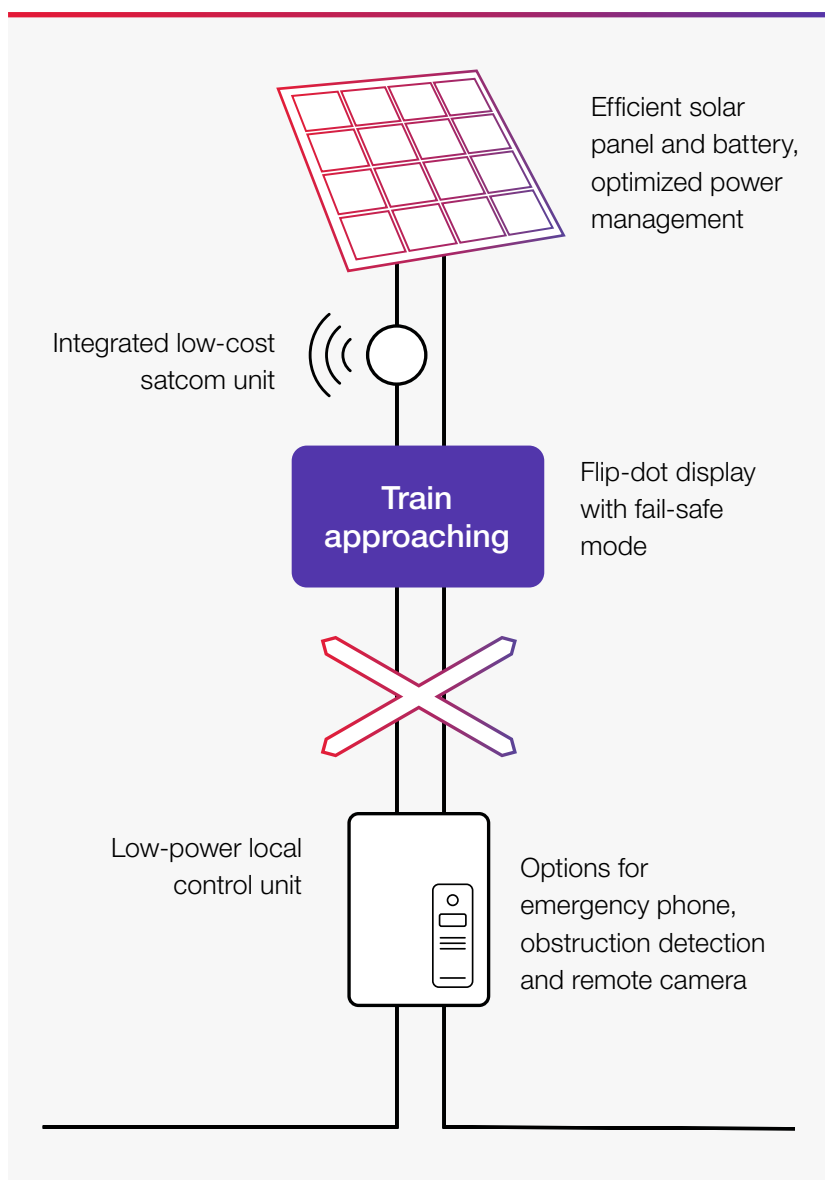 Efficient solar
panel and battery,
optimized power
management
Integrated low-cost
satcom unit
Train
approaching
Flip-dot display
with fail-safe
mode
Low-power local
control unit
Options for
emergency phone,
obstruction detection
and remote camera